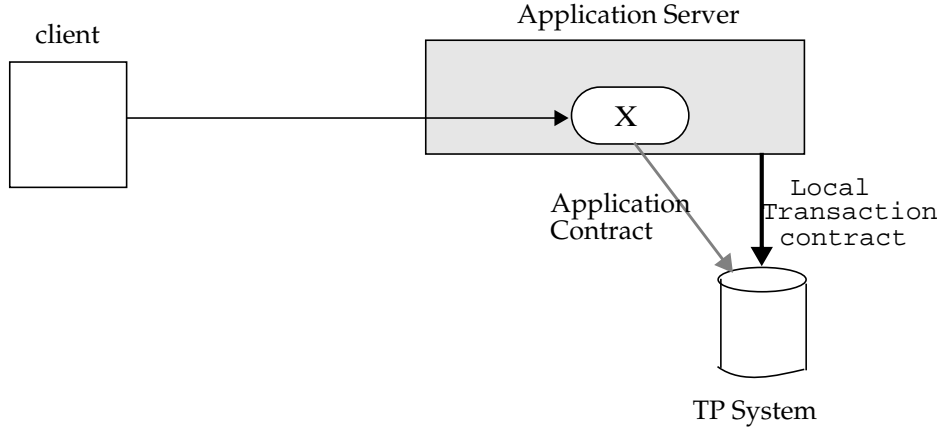 Application Server
client
X
Application
Contract
Local
Transaction
contract
TP System